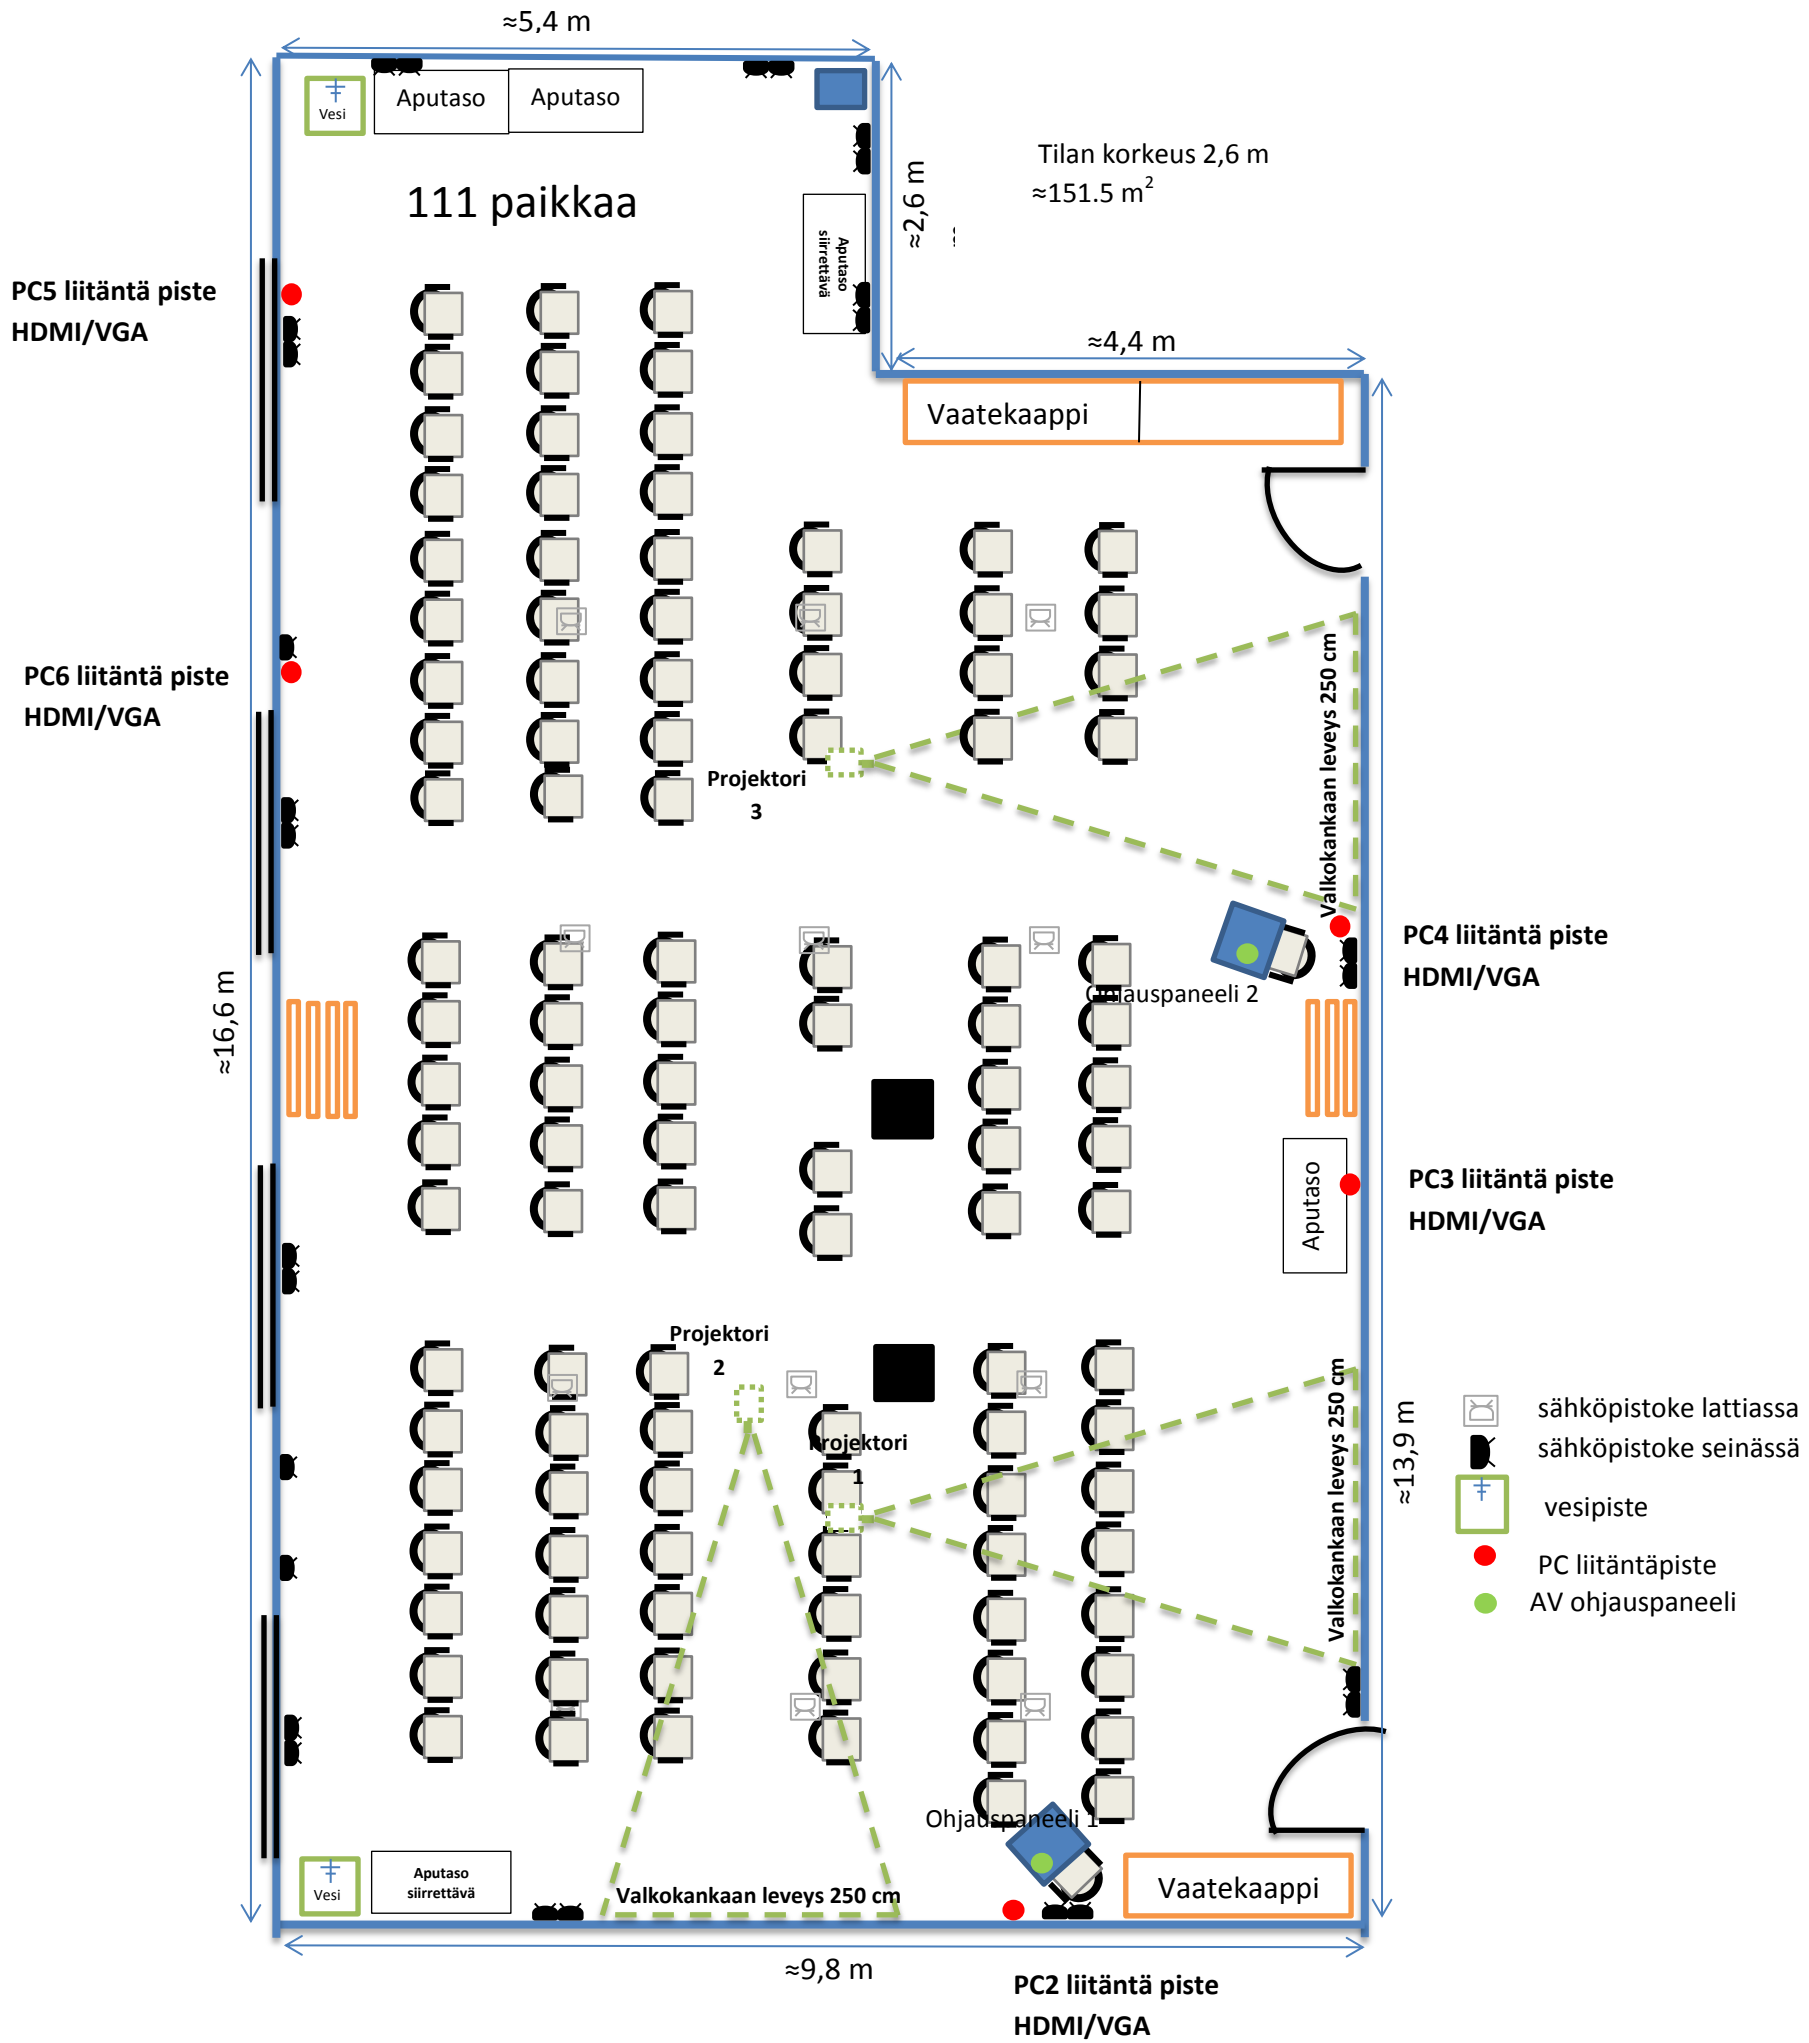 ≈5,4 m
Vesi
Aputaso
Aputaso
Tilan korkeus 2,6 m
≈151.5 m²
≈2,6 m
111 paikkaa
Aputaso
siirrettävä
PC5 liitäntä piste
HDMI/VGA
≈4,4 m
Vaatekaappi
PC6 liitäntä piste
HDMI/VGA
Valkokankaan leveys 250 cm
Projektori
3
PC4 liitäntä piste
HDMI/VGA
Ohjauspaneeli 2
≈16,6 m
Aputaso
PC3 liitäntä piste
HDMI/VGA
Projektori
2
Valkokankaan leveys 250 cm
≈13,9 m
sähköpistoke lattiassa
sähköpistoke seinässä
Projektori
1
vesipiste
PC liitäntäpiste
AV ohjauspaneeli
Ohjauspaneeli 1
Vesi
Aputaso
siirrettävä
Valkokankaan leveys 250 cm
Vaatekaappi
≈9,8 m
PC2 liitäntä piste
HDMI/VGA